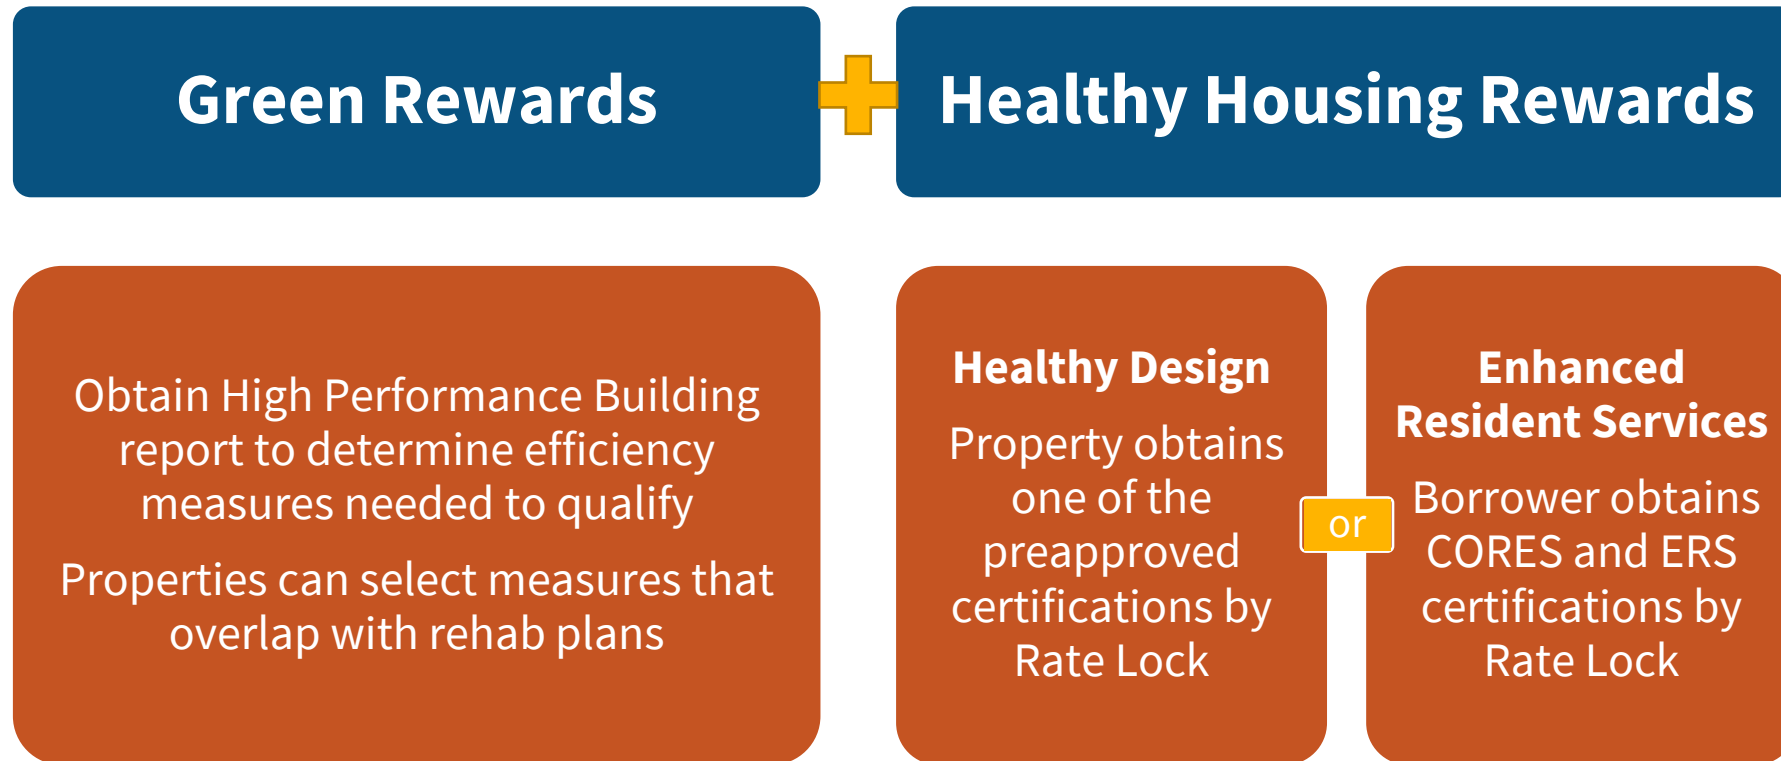 Green Rewards
Healthy Housing Rewards
Obtain High Performance Building
report to determine efficiency
measures needed to qualify
Properties can select measures that
overlap with rehab plans
Healthy Design
Property obtains
one of the
preapproved
certifications by
Rate Lock
or
Enhanced
Resident Services
Borrower obtains
CORES and ERS
certifications by
Rate Lock